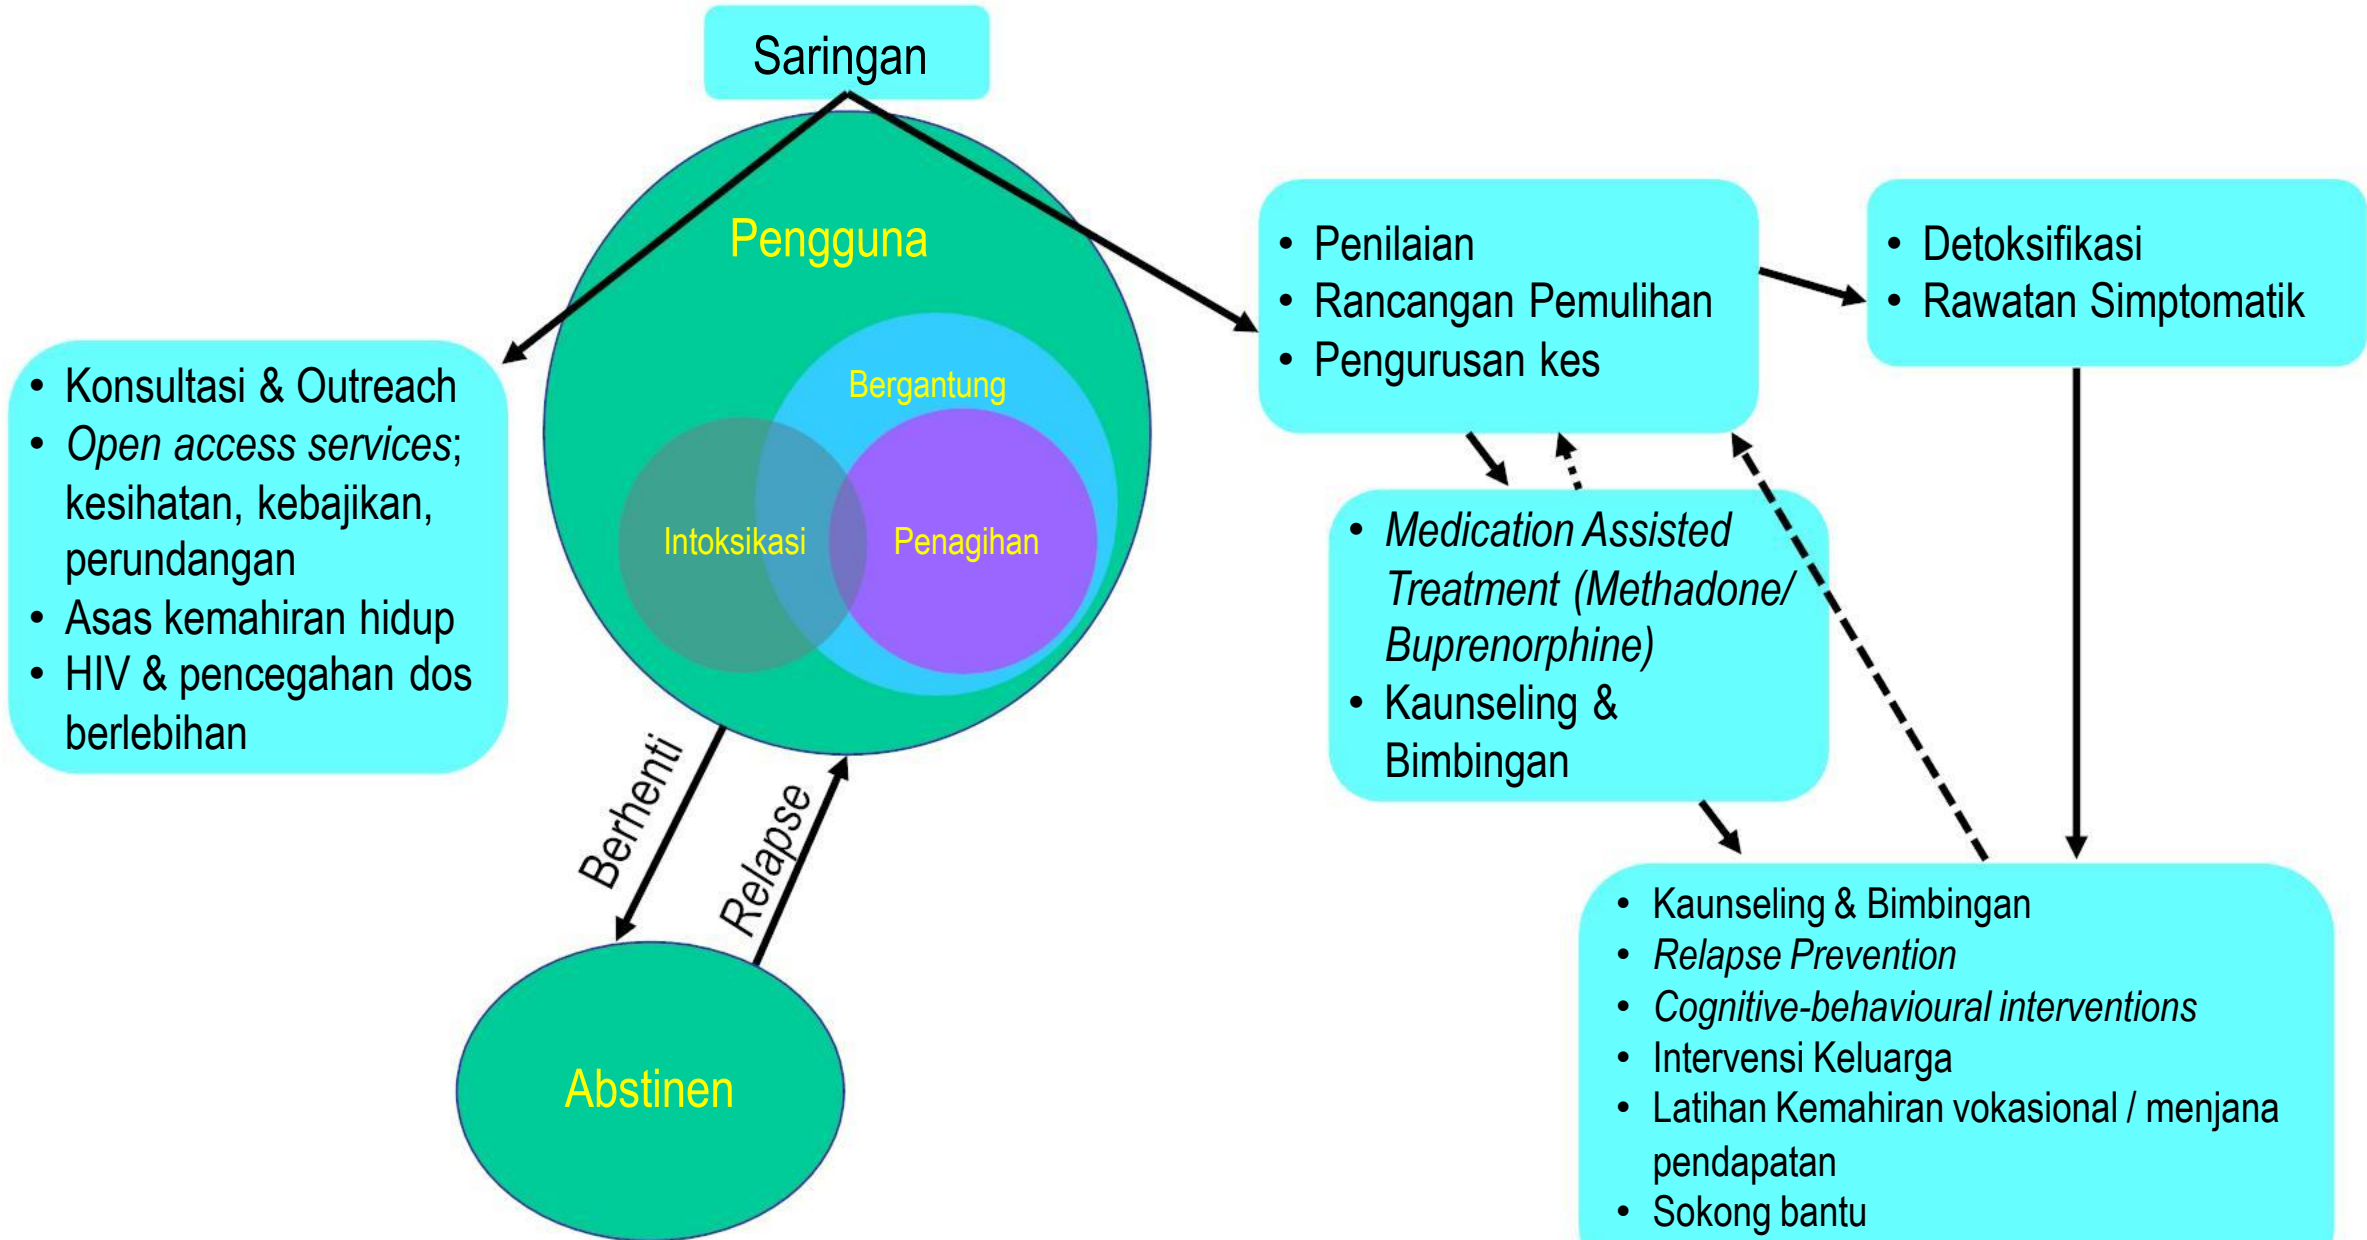 Saringan
Pengguna
Bergantung
Intoksikasi
Penagihan
• Konsultasi & Outreach
• Open access services;
kesihatan, kebajikan,
perundangan
• Asas kemahiran hidup
• HIV & pencegahan dos
berlebihan
Berhenti
Relapse
Abstinen
• Penilaian
• Rancangan Pemulihan
• Pengurusan kes
• Detoksifikasi
• Rawatan Simptomatik
• Medication Assisted
Treatment (Methadone/
Buprenorphine)
• Kaunseling &
Bimbingan
• Kaunseling & Bimbingan
• Relapse Prevention
• Cognitive-behavioural interventions
• Intervensi Keluarga
• Latihan Kemahiran vokasional / menjana
pendapatan
• Sokong bantu